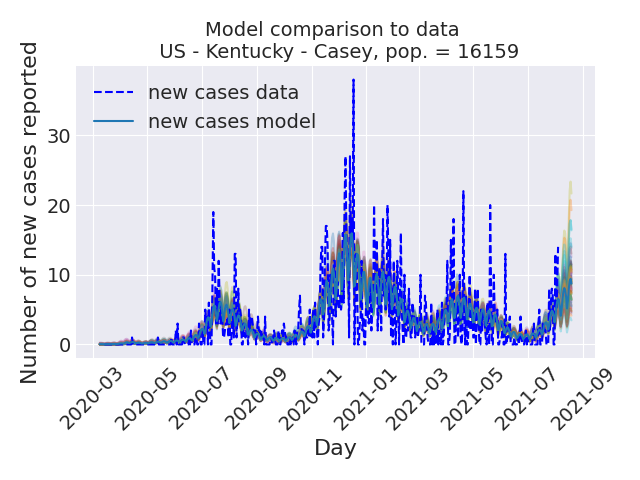 Model comparison to data
US - Kentucky - Casey, pop. = 16159
Number of new cases reported
new cases data
new cases model
30
20
10
0
2020-03
2020-05
2020-07
2020-09
2020-11
2021-01
2021-03
2021-05
2021-07
2021-09
Day